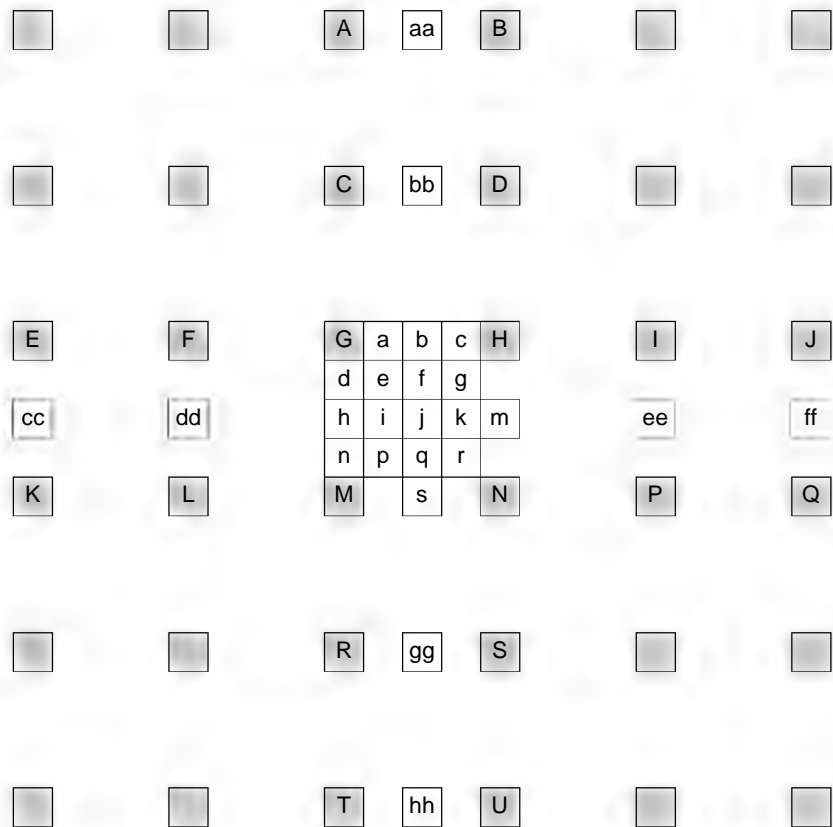 A aa B
C bb D
E F G a b c H I J
d e f g
cc dd h i j k m ee ff
n p q r
K L M s N P Q
R gg S
T hh U